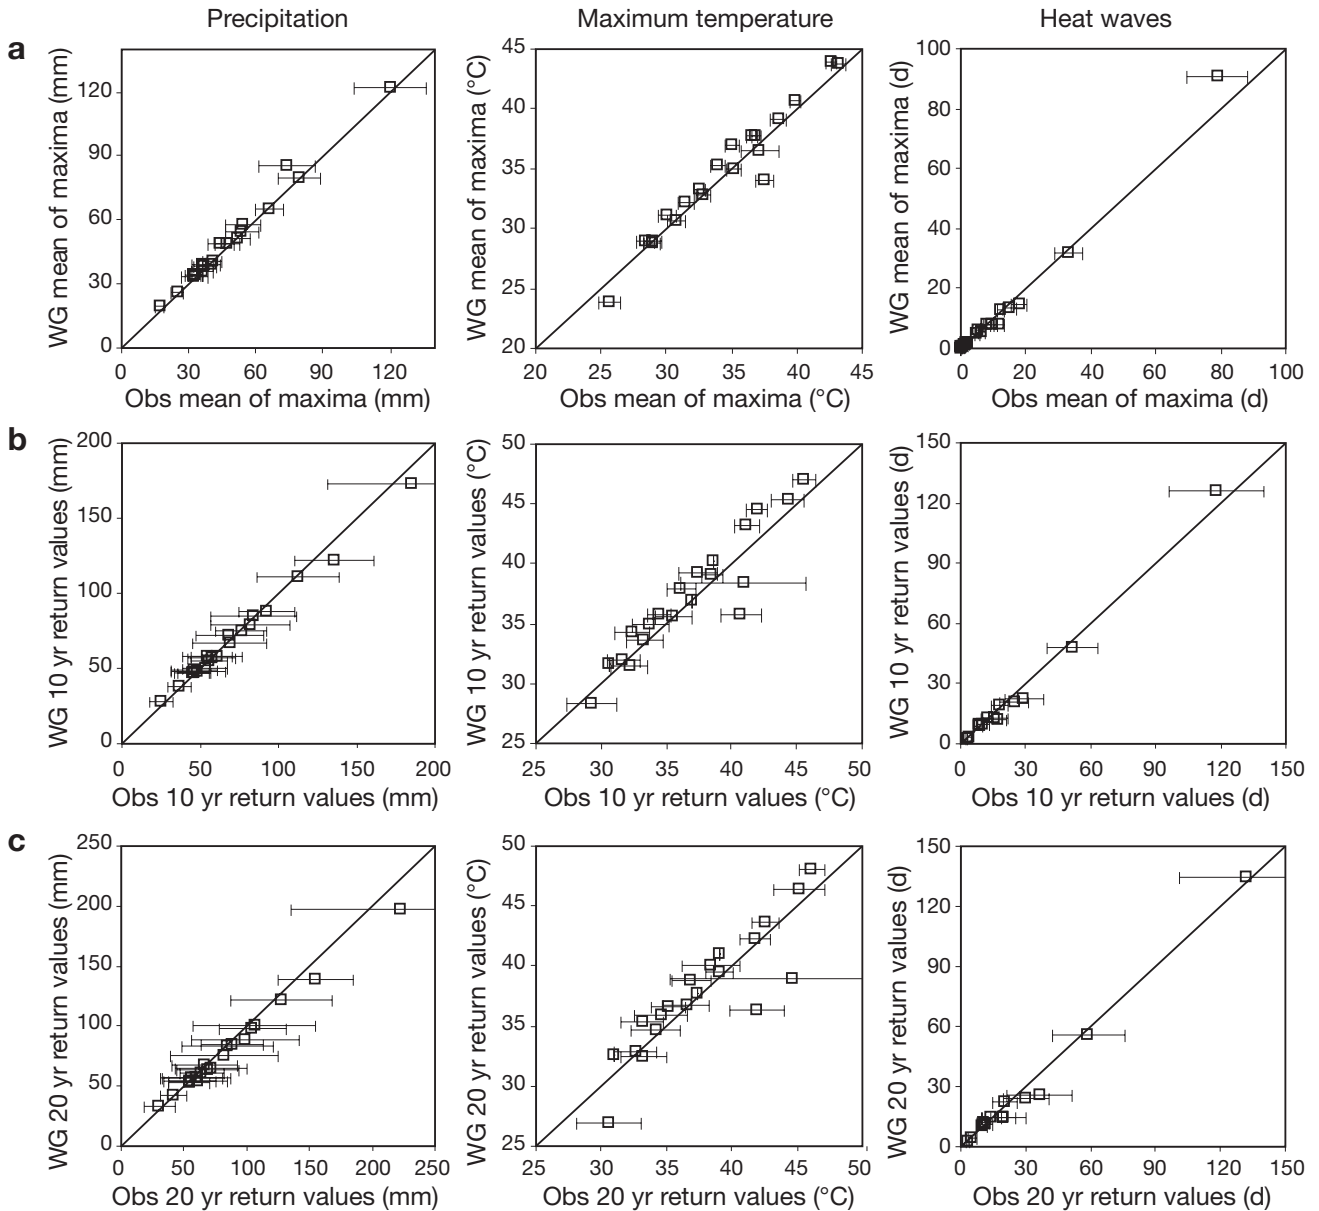 Precipitation
Maximum temperature
Heat waves
a
WG mean of maxima (mm)
120
90
60
30
0
0 30 60 90 120
Obs mean of maxima (mm)
WG mean of maxima (°C)
45
40
35
30
25
20
20 25 30 35 40 45
Obs mean of maxima (°C)
WG mean of maxima (d)
100
80
60
40
20
0
0 20 40 60 80 100
Obs mean of maxima (d)
b
WG 10 yr return values (mm)
200
150
100
50
0
0 50 100 150 200
Obs 10 yr return values (mm)
WG 10 yr return values (°C)
50
45
40
35
30
25
25 30 35 40 45 50
Obs 10 yr return values (°C)
WG 10 yr return values (d)
150
120
90
60
30
0
0 30 60 90 120 150
Obs 10 yr return values (d)
c
WG 20 yr return values (mm)
250
200
150
100
50
0
0 50 100 150 200 250
Obs 20 yr return values (mm)
WG 20 yr return values (°C)
50
45
40
35
30
25
25 30 35 40 45 50
Obs 20 yr return values (°C)
WG 20 yr return values (d)
150
120
90
60
30
0
0 30 60 90 120 150
Obs 20 yr return values (d)